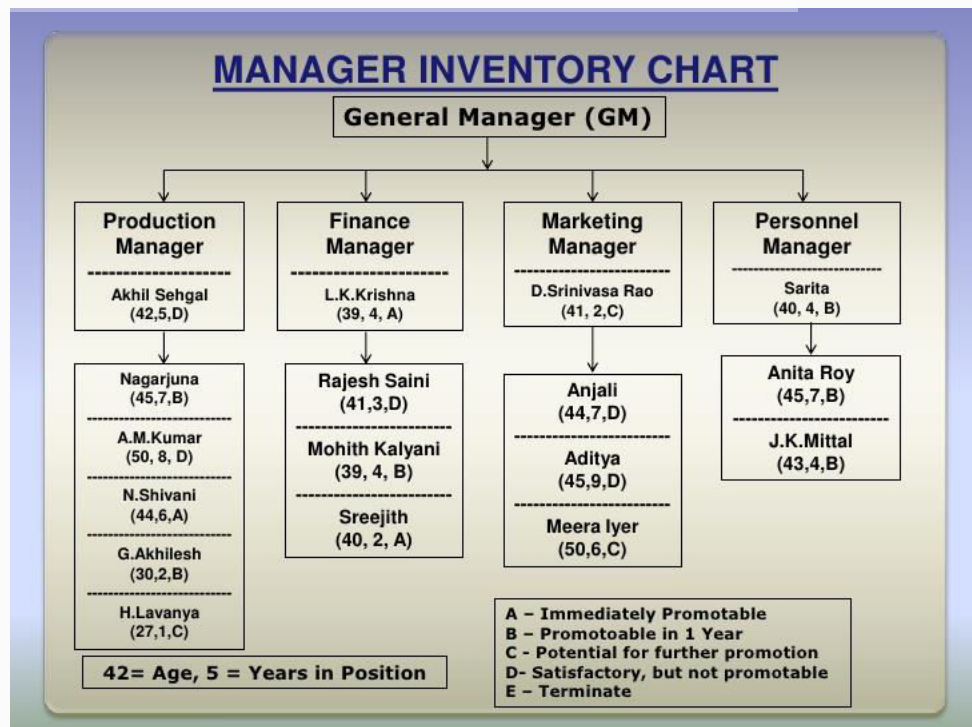 MANAGER INVENTORY CHART
General Manager (GM)
Production
Manager
Akhil Sehgal
(42,5,D)
Finance
Manager
L.K.Krishna
(39, 4, A)
Marketing
Manager
D.Srinivasa Rao
(41, 2,C)
Personnel
Manager
Sarita
(40, 4, B)
Nagarjuna
(45,7,B)
A.M.Kumar
(50, 8, D)
N.Shivani
(44,6,A)
G.Akhilesh
(30,2,B)
H.Lavanya
(27,1,C)
Rajesh Saini
(41,3,D)
Mohith Kalyani
(39, 4, B)
Sreejith
(40, 2, A)
Anjali
(44,7,D)
Aditya
(45,9,D)
Meera Iyer
(50,6,C)
Anita Roy
(45,7,B)
J.K.Mittal
(43,4,B)
42= Age, 5 = Years in Position
A – Immediately Promotable
B – Promotoable in 1 Year
C - Potential for further promotion
D- Satisfactory, but not promotable
E – Terminate